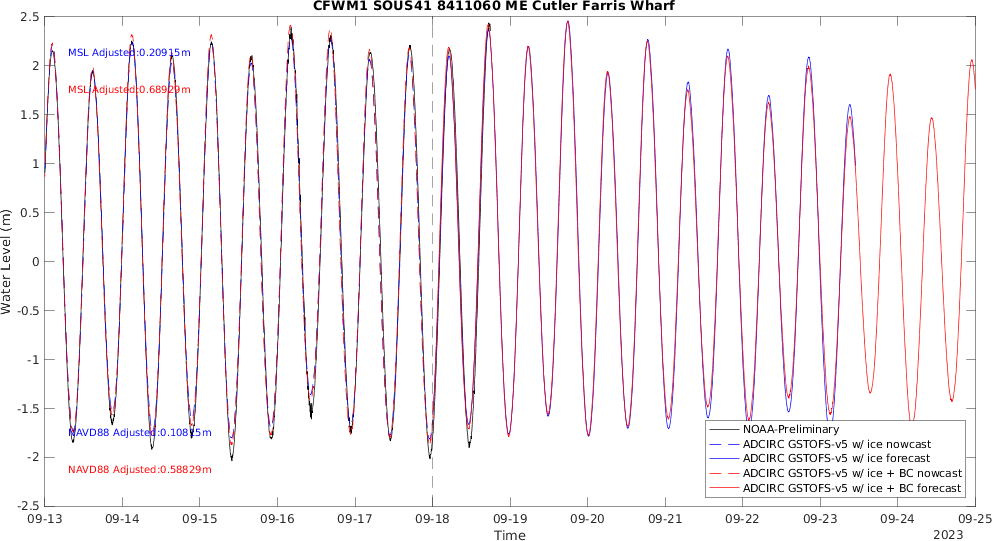 CFWM1 SOUS41 8411060 ME Cutler Farris Wharf
2.5
2
1.5
1
0.5
0
-0.5
-1
-1.5
-2
-2.5
Water Level (m)
MSL Adjusted:0.20915m
MSL Adjusted:0.68929m
NAVD88 Adjusted:0.10815m
NAVD88 Adjusted:0.58829m
NOAA-Preliminary
ADCIRC GSTOFS-v5 w/ ice nowcast
ADCIRC GSTOFS-v5 w/ ice forecast
ADCIRC GSTOFS-v5 w/ ice + BC nowcast
ADCIRC GSTOFS-v5 w/ ice + BC forecast
09-13 09-14 09-15 09-16 09-17 09-18 09-19 09-20 09-21 09-22 09-23 09-24 09-25
Time
2023